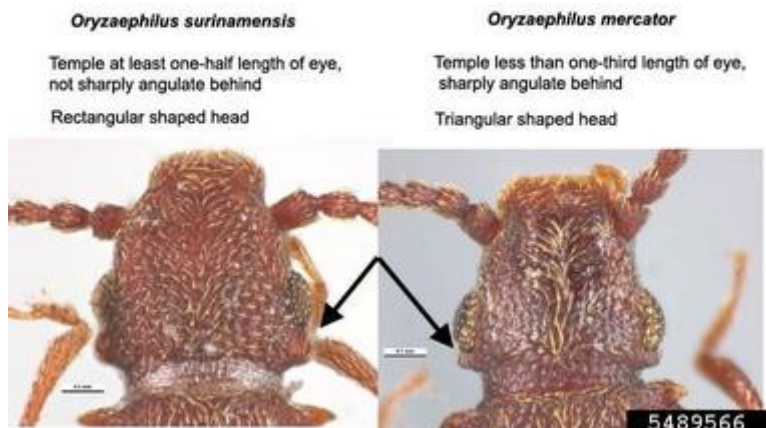 Oryzaephilus surinamensis
Temple at least one-half length of eye,
not sharply angulate behind
Rectangular shaped head
Oryzaephilus mercator
Temple less than one-third length of eye,
sharply angulate behind
Triangular shaped head
5489566